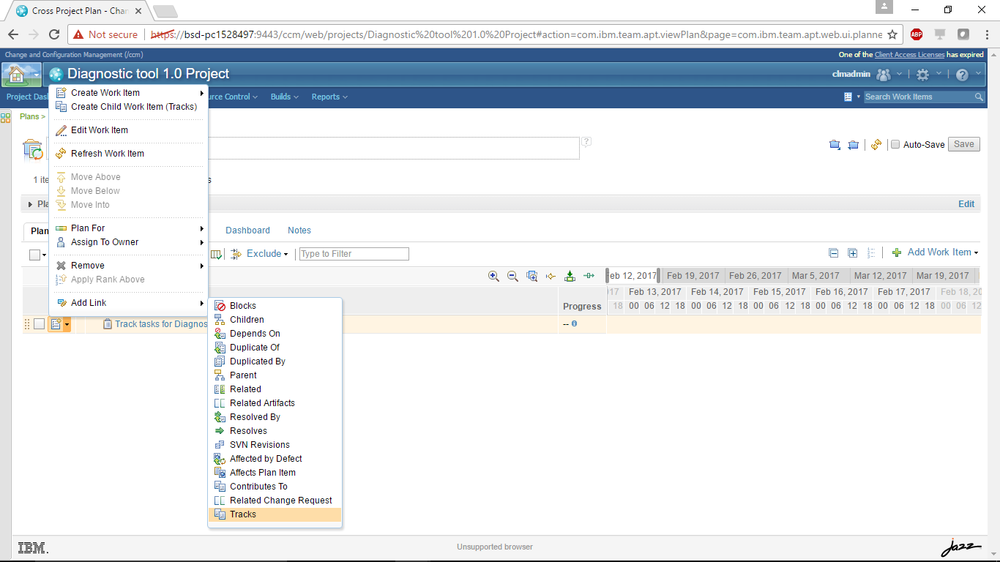 Cross Project Plan - Chan
Not secure | https://bsd-pc1528497:9443/ccm/web/projects/Diagnostic%20tool%201.0%20Project#action=com.ibm.team.apt.viewPlan&page=com.ibm.team.apt.web.ui.planne
ABP
Change and Configuration Management (/ccm)
One of the Client Access Licenses has expired
Diagnostic tool 1.0 Project
clmadmin
Project Dash
urce Control
Builds
Reports
Search Work Items
Plans >
Create Work Item
Create Child Work Item (Tracks)
Edit Work Item
Refresh Work Item
Move Above
Move Below
Move Into
Plan For
Assign To Owner
Remove
Apply Rank Above
Add Link
?
Auto-Save
Save
1 ite
s
Pla
Edit
Plan
Dashboard
Notes
Exclude
Type to Filter
Add Work Item
eb 12, 2017 Feb 19, 2017 Feb 26, 2017 Mar 5, 2017 Mar 12, 2017 Mar 19, 2017
017 Feb 13, 2017 Feb 14, 2017 Feb 15, 2017 Feb 16, 2017 Feb 17, 2017 Feb 18, 20
Progress
18 00 06 12 18 00 06 12 18 00 06 12 18 00 06 12 18 00 06 12 18 00 06 12
Track tasks for Diagnos
--
Blocks
Children
Depends On
Duplicate Of
Duplicated By
Parent
Related
Related Artifacts
Resolved By
Resolves
SVN Revisions
Affected by Defect
Affects Plan Item
Contributes To
Related Change Request
Tracks
IBM.
Unsupported browser
jazz